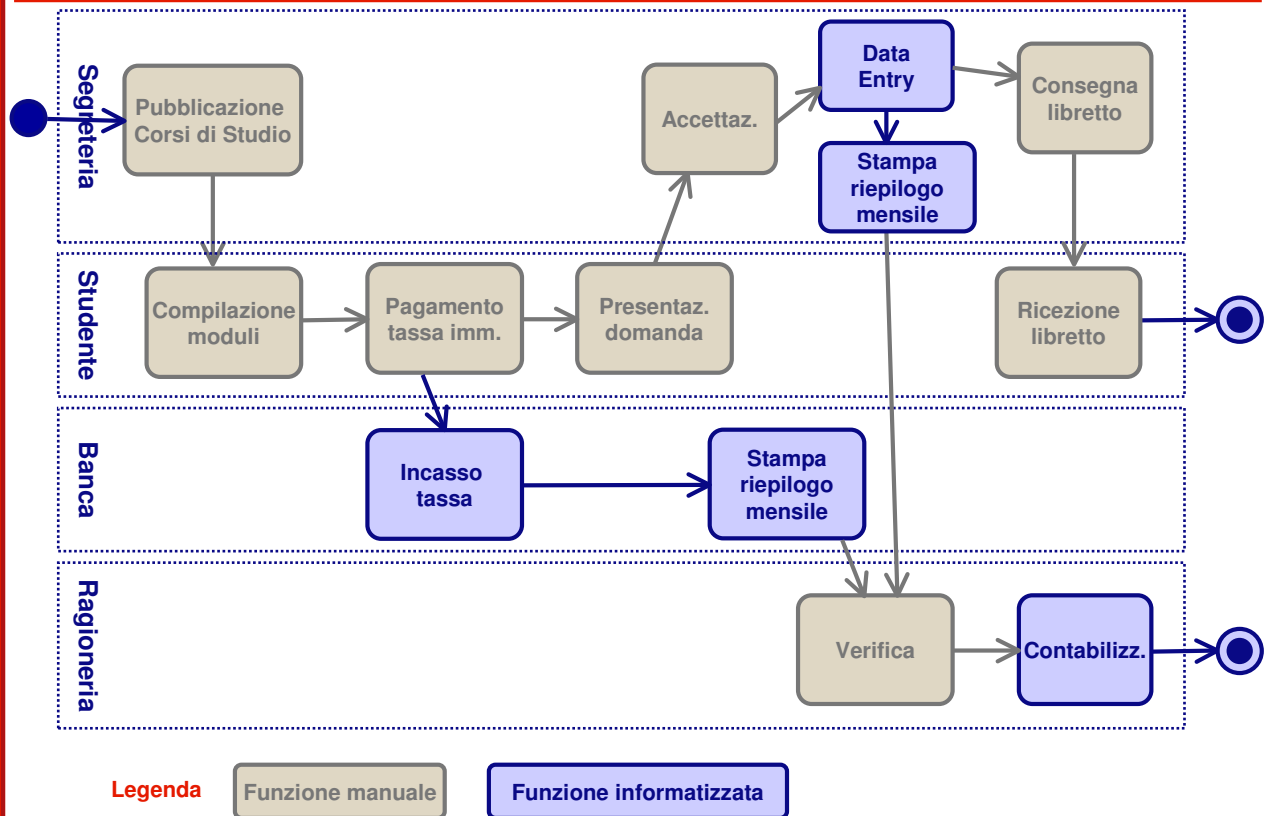 Segreteria
Pubblicazione
Corsi di Studio
Accettaz.
Data
Entry
Stampa
riepilogo
mensile
Consegna
libretto
Studente
Compilazione
moduli
Pagamento
tassa imm.
Presentaz.
domanda
Ricezione
libretto
Banca
Incasso
tassa
Stampa
riepilogo
mensile
Ragioneria
Verifica
Contabilizz.
Legenda
Funzione manuale
Funzione informatizzata